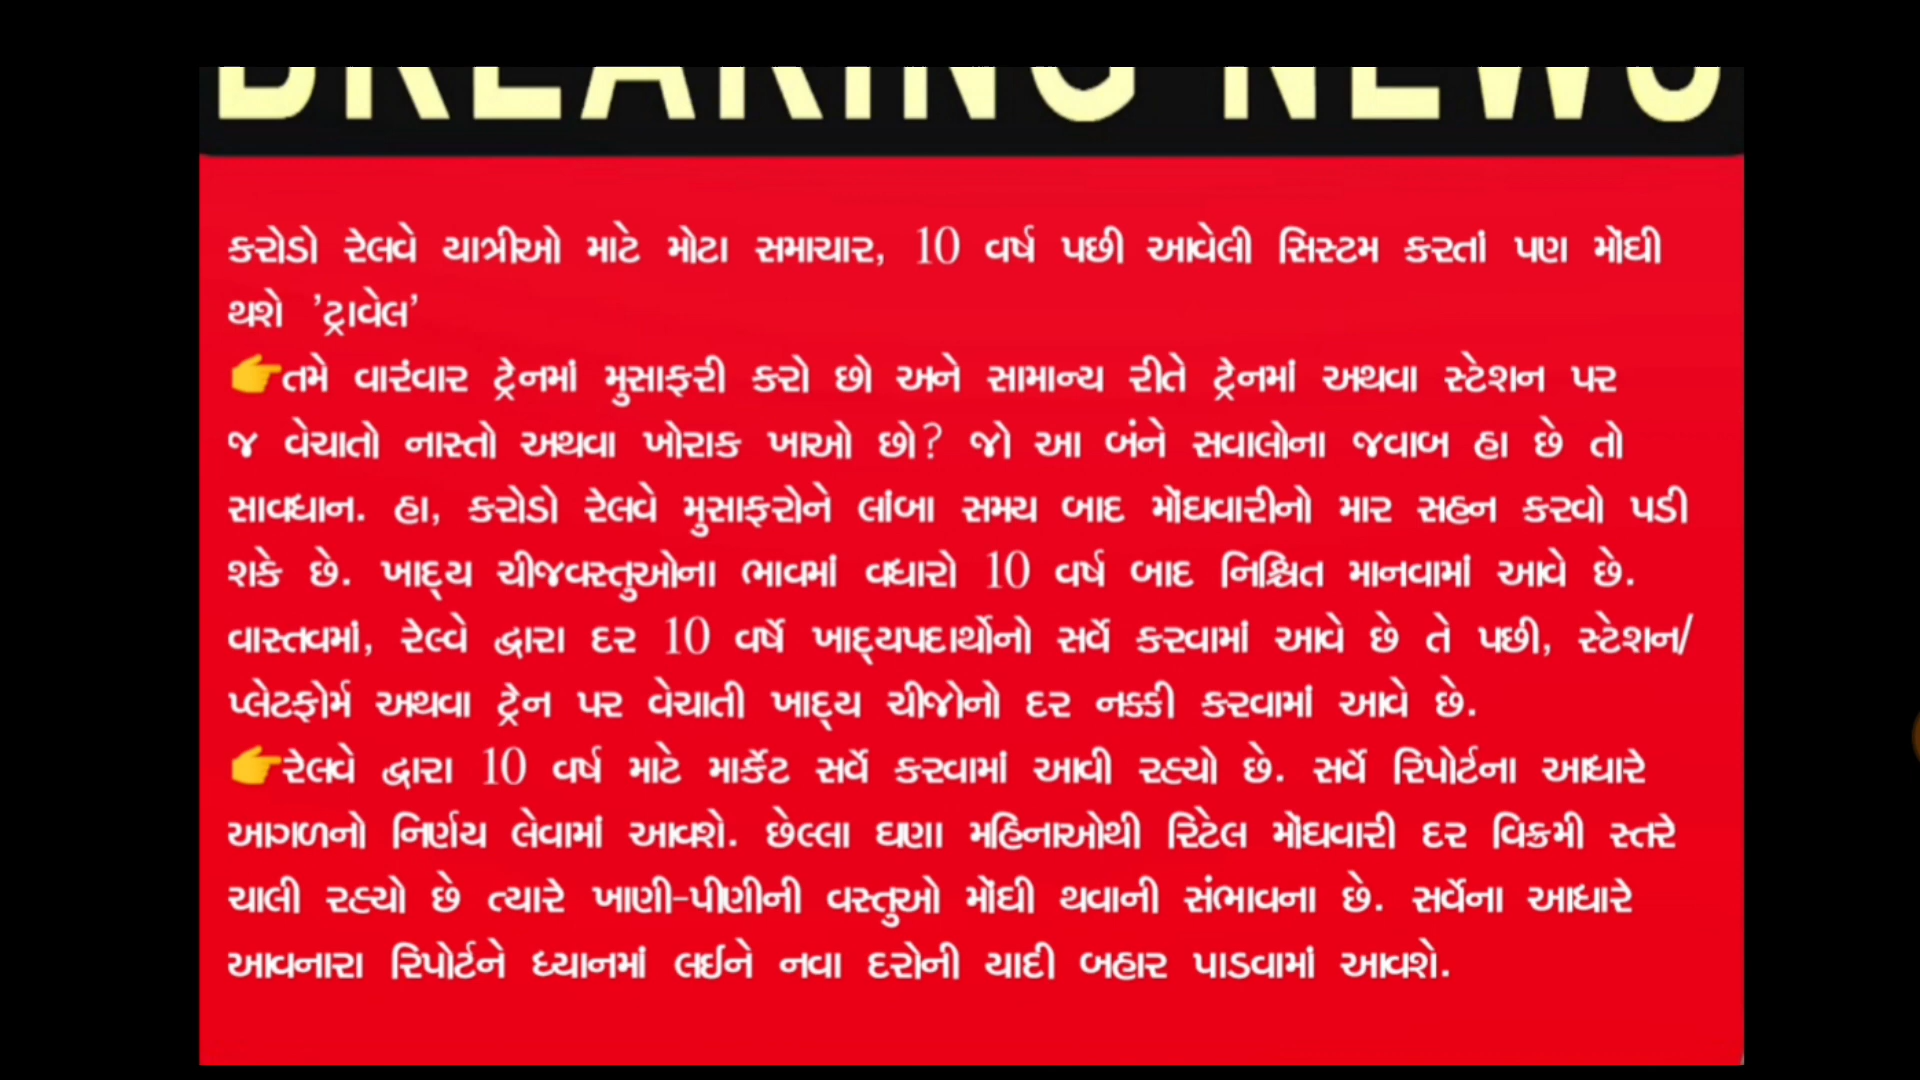 BREAKING NEWS
કરોડો રેલવે યાત્રીઓ માટે મોટા સમાચાર, 10 વર્ષ પછી આવેલી સિસ્ટમ કરતાં પણ મોંઘી
થશે 'ટ્રાવેલ'
👉તમે વારંવાર ટ્રેનમાં મુસાફરી કરો છો અને સામાન્ય રીતે ટ્રેનમાં અથવા સ્ટેશન પર
જ વેચાતો નાસ્તો અથવા ખોરાક ખાઓ છો? જો આ બંને સવાલોના જવાબ હા છે તો
સાવધાન. હા, કરોડો રેલવે મુસાફરોને લાંબા સમય બાદ મોંઘવારીનો માર સહન કરવો પડી
શકે છે. ખાદ્ય ચીજવસ્તુઓના ભાવમાં વધારો 10 વર્ષ બાદ નિશ્ચિત માનવામાં આવે છે.
વાસ્તવમાં, રેલ્વે દ્વારા દર 10 વર્ષે ખાદ્યપદાર્થોનો સર્વે કરવામાં આવે છે તે પછી, સ્ટેશન/
પ્લેટફોર્મ અથવા ટ્રેન પર વેચાતી ખાદ્ય ચીજોનો દર નક્કી કરવામાં આવે છે.
👉રેલવે દ્વારા 10 વર્ષ માટે માર્કેટ સર્વે કરવામાં આવી રહ્યો છે. સર્વે રિપોર્ટના આધારે
આગળનો નિર્ણય લેવામાં આવશે. છેલ્લા ઘણા મહિનાઓથી રિટેલ મોંઘવારી દર વિક્રમી સ્તરે
ચાલી રહ્યો છે ત્યારે ખાણી-પીણીની વસ્તુઓ મોંઘી થવાની સંભાવના છે. સર્વેના આધારે
આવનારા રિપોર્ટને ધ્યાનમાં લઈને નવા દરોની યાદી બહાર પાડવામાં આવશે.